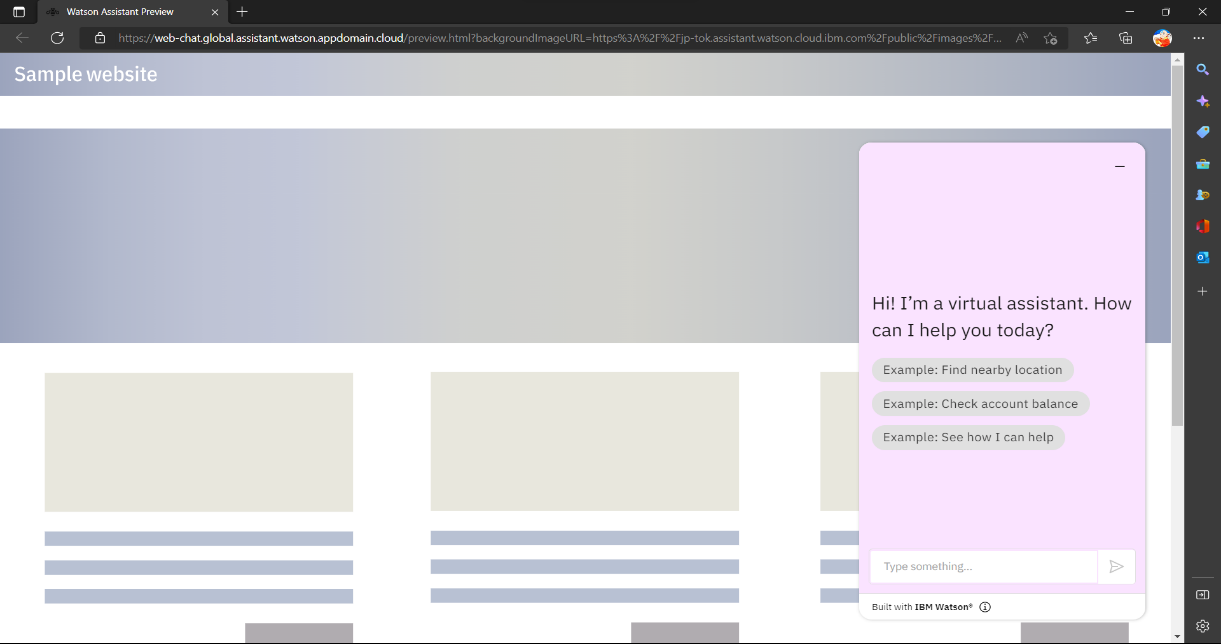 Watson Assistant Preview
https://web-chat.global.assistant.watson.appdomain.cloud/preview.html?backgroundImageURL=https%3A%2F%2Fjp-tok.assistant.watson.cloud.ibm.com%2Fpublic%2Fimages%2F...
Sample website
Hi! I’m a virtual assistant. How
can I help you today?
Example: Find nearby location
Example: Check account balance
Example: See how I can help
Type something...
Built with IBM Watson®